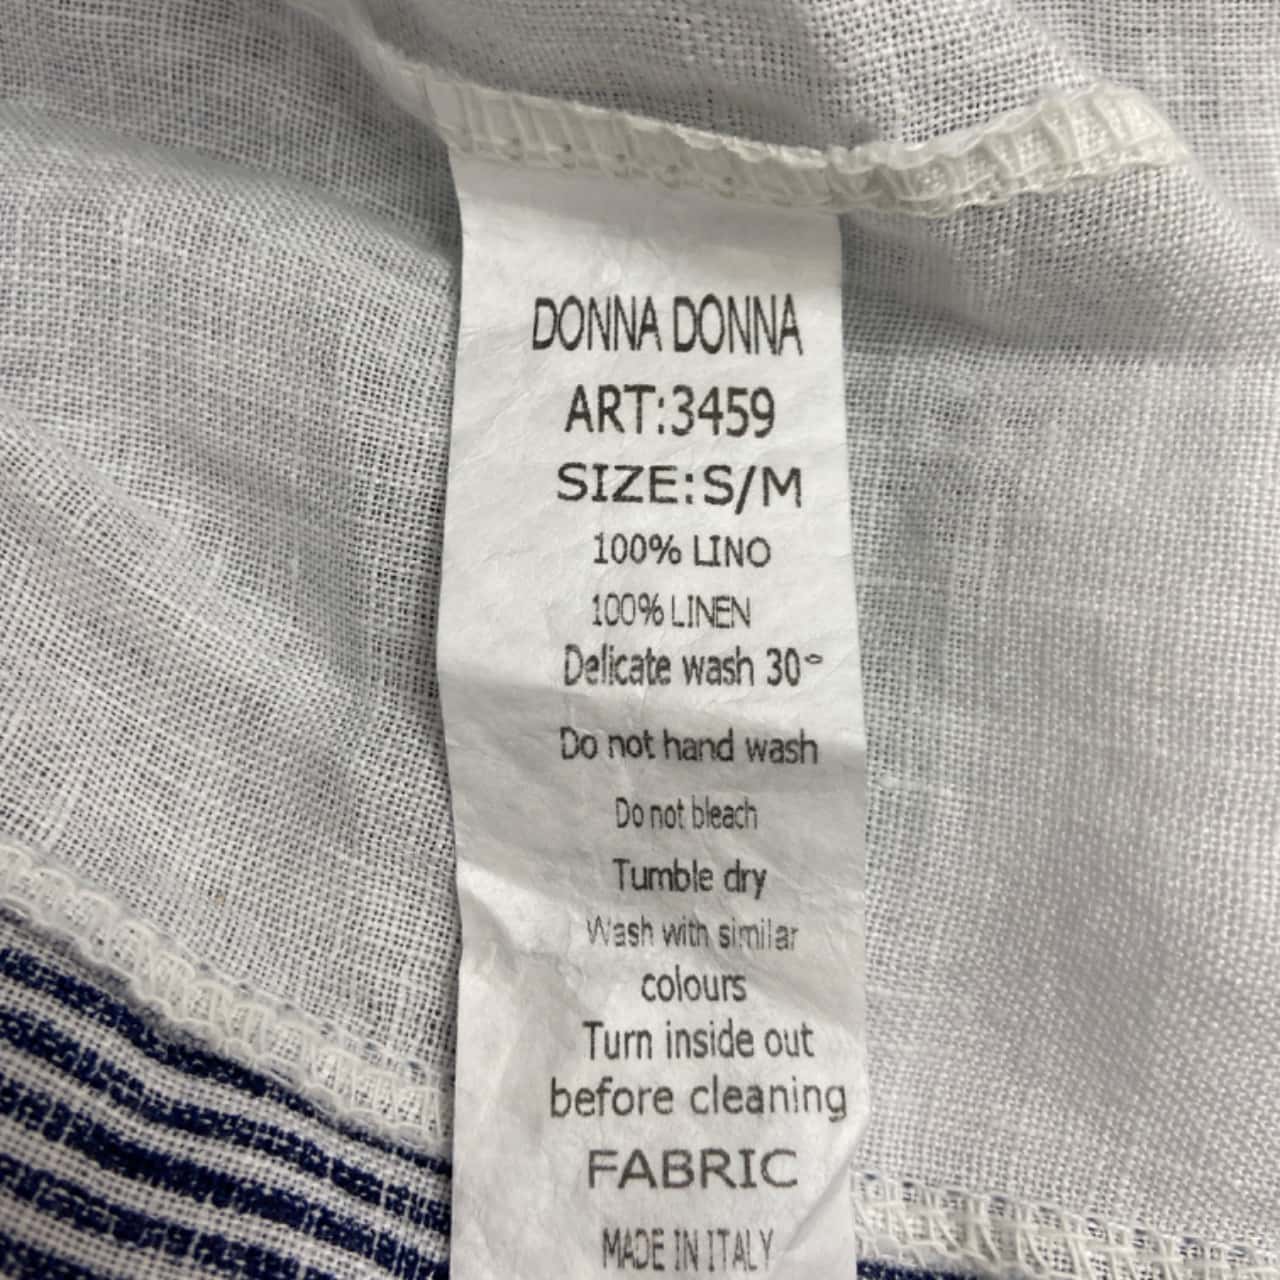 DONNA DONNA
ART:3459
SIZE:S/M
100% LINO
100% LINEN
Delicate wash 30°
Do not hand wash
Do not bleach
Tumble dry
Wash with similar
colours
Turn inside out
before cleaning
FABRIC
MADE IN ITALY